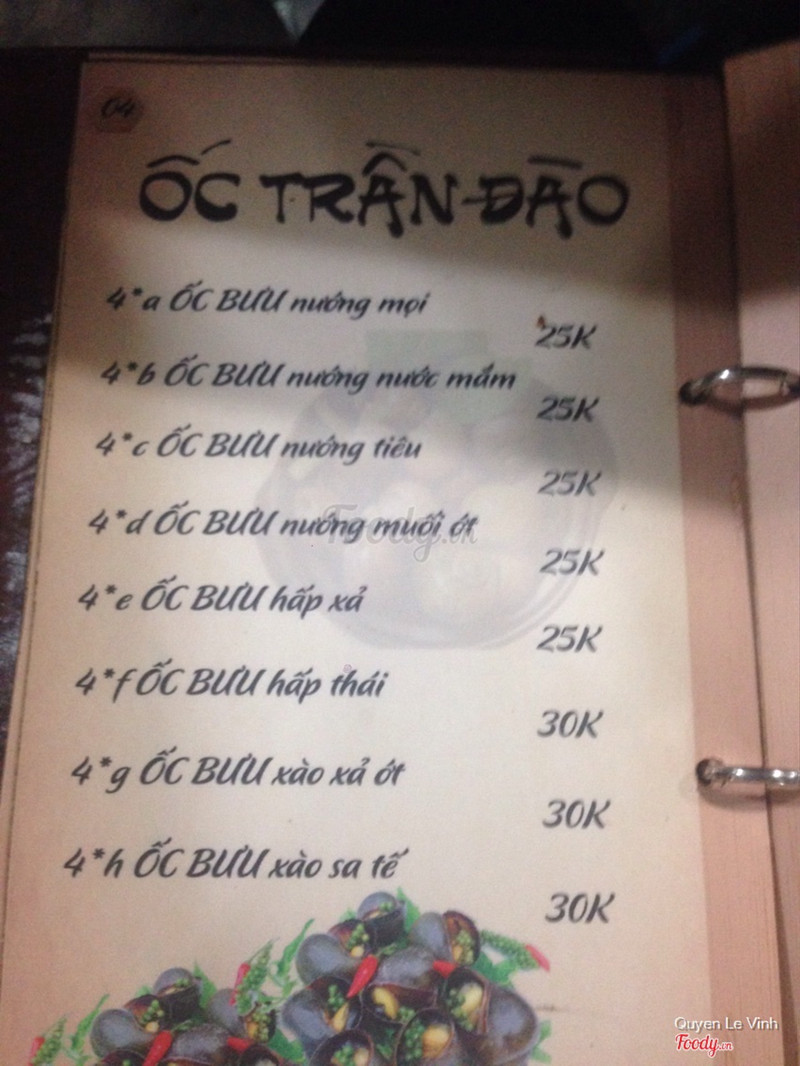 04
ỐC TRẦN-ĐÀO
4*a ỐC BƯU nướng mọi
25K
4*b ỐC BƯU nướng nước mắm
25K
4*c ỐC BƯU nướng tiêu
25K
4*d ỐC BƯU nướng muối ớt
25K
4*e ỐC BƯU hấp xả
25K
4*f ỐC BƯU hấp thái
30K
4*g ỐC BƯU xào xả ớt
30K
4*h ỐC BƯU xào sa tế
30K
Foody.vn
Quyen Le Vinh
Foody.vn